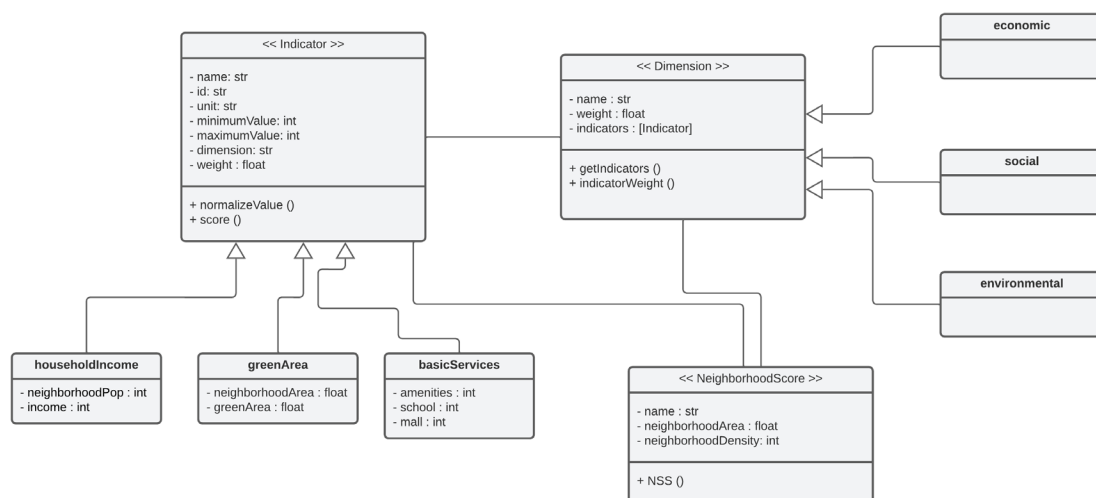 << Indicator >>
- name: str
- id: str
- unit: str
- minimumValue: int
- maximumValue: int
- dimension: str
- weight : float
+ normalizeValue ()
+ score ()
<< Dimension >>
- name : str
- weight : float
- indicators : [Indicator]
+ getIndicators ()
+ indicatorWeight ()
economic
social
environmental
householdIncome
- neighborhoodPop : int
- income : int
greenArea
- neighborhoodArea : float
- greenArea : float
basicServices
- amenities : int
- school : int
- mall : int
<< NeighborhoodScore >>
- name : str
- neighborhoodArea : float
- neighborhoodDensity: int
+ NSS ()